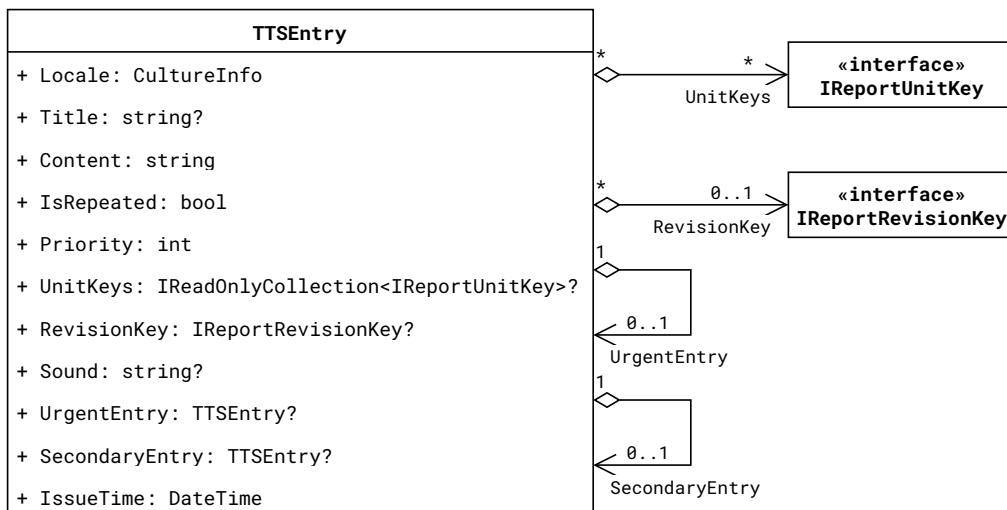 TTSEntry
+ Locale: CultureInfo
+ Title: string?
+ Content: string
+ IsRepeated: bool
+ Priority: int
+ UnitKeys: IReadOnlyCollection<IReportUnitKey>?
+ RevisionKey: IReportRevisionKey?
+ Sound: string?
+ UrgentEntry: TTSEntry?
+ SecondaryEntry: TTSEntry?
+ IssueTime: DateTime
* *
UnitKeys
«interface»
IReportUnitKey
* 0..1
RevisionKey
«interface»
IReportRevisionKey
1
0..1
UrgentEntry
1
0..1
SecondaryEntry